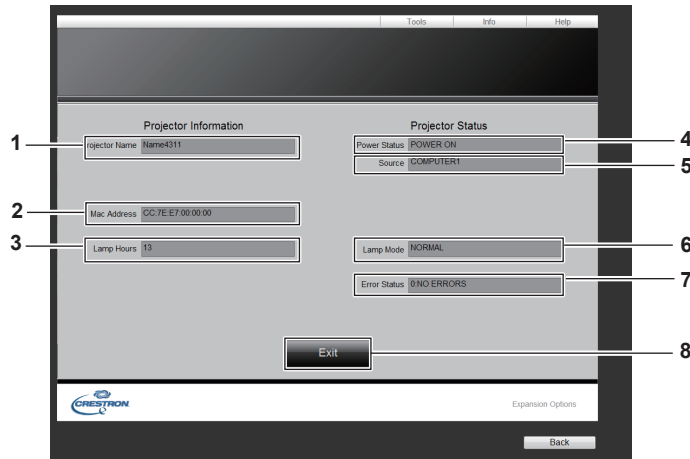 Tools Info Help
Projector Information Projector Status
1 rojector Name Name4311 Power Status POWER ON 4
Source COMPUTER1 5
2 Mac Address CC:7E:E7:00:00:00
3 Lamp Hours 13 Lamp Mode NORMAL 6
Error Status 0:NO ERRORS 7
Exit 8
CRESTRON Expansion Options
Back